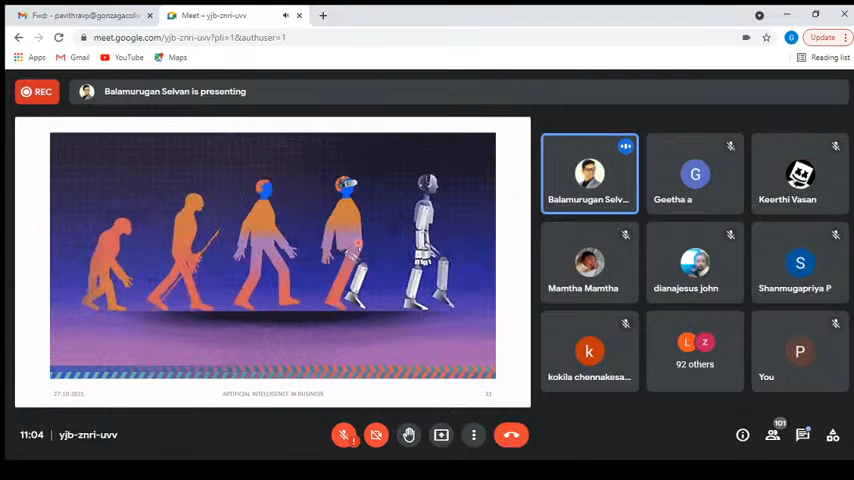 Fwd: - pavithravp@gonzagacolle
Meet – yjb-znri-uvv
meet.google.com/yjb-znri-uvv?pli=1&authuser=1
G
Update
Apps
Gmail
YouTube
Maps
Reading list
REC
Balamurugan Selvan is presenting
27-10-2021
ARTIFICIAL INTELLIGENCE IN BUSINESS
31
Balamurugan Selv...
G
Geetha a
Keerthi Vasan
Mamtha Mamtha
dianajesus john
S
Shanmugapriya P
k
kokila chennakesa...
L
z
92 others
P
You
11:04
yjb-znri-uvv
101